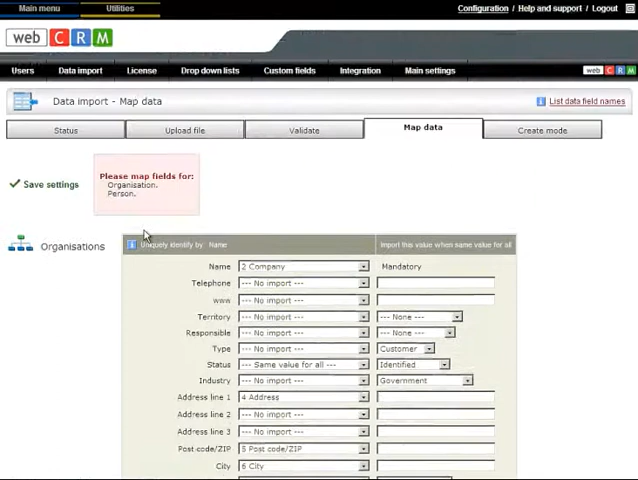 Main menu Utilities Configuration / Help and support / Logout
web C R M
Users Data import License Drop down lists Custom fields Integration Main settings web C R M
Data import - Map data List data field names
Status Upload file Validate Map data Create mode
Save settings
Please map fields for:
Organisation.
Person.
Organisations
Uniquely identify by: Name Import this value when same value for all
Name 2 Company Mandatory
Telephone --- No import ---
www --- No import ---
Territory --- No import --- --- None ---
Responsible --- No import --- --- None ---
Type --- No import --- Customer
Status --- Same value for all --- Identified
Industry --- No import --- Government
Address line 1 4 Address
Address line 2 --- No import ---
Address line 3 --- No import ---
Post code/ZIP 5 Post code/ZIP
City 6 City